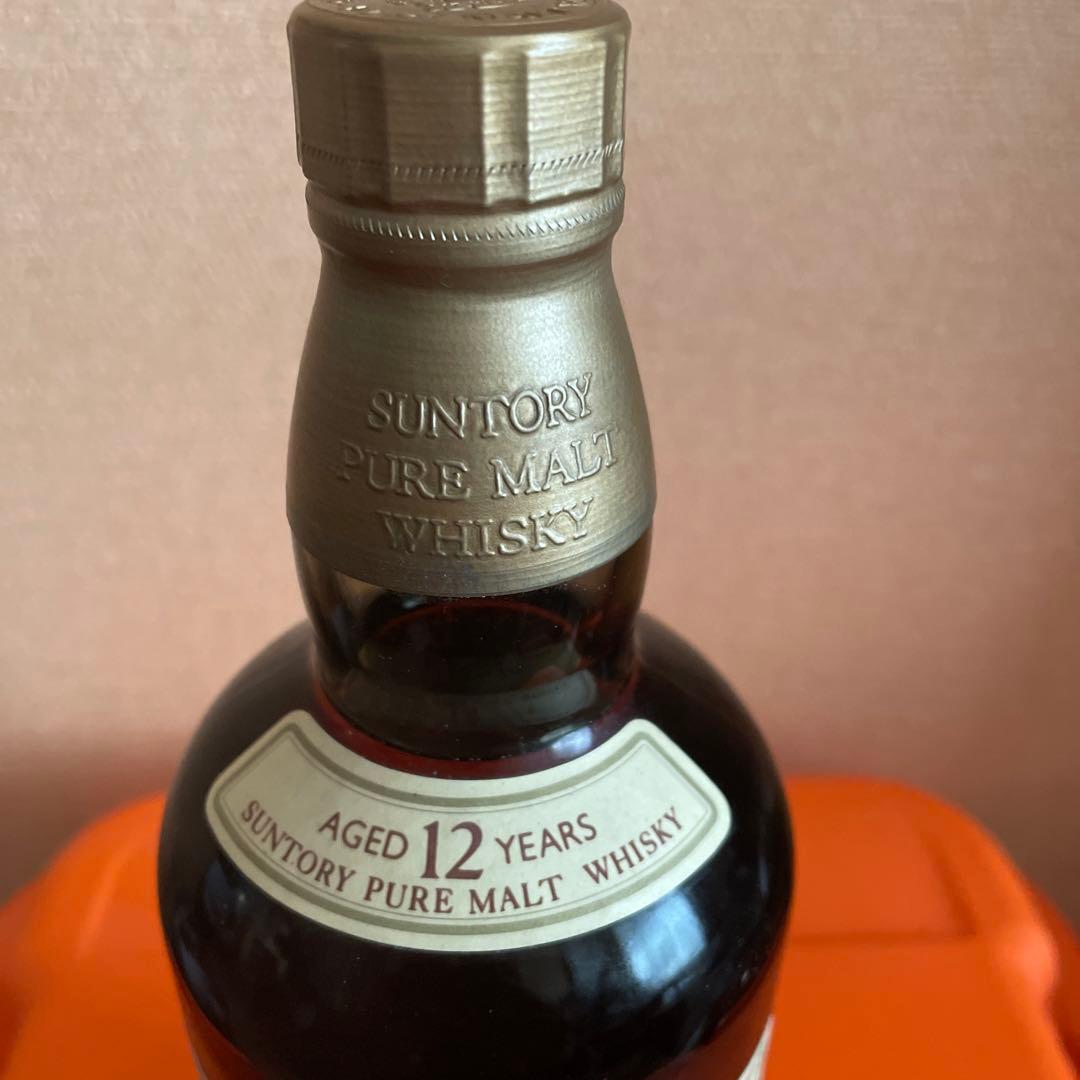 SUNTORY
PURE MALT
WHISKY
AGED 12 YEARS
SUNTORY PURE MALT WHISKY